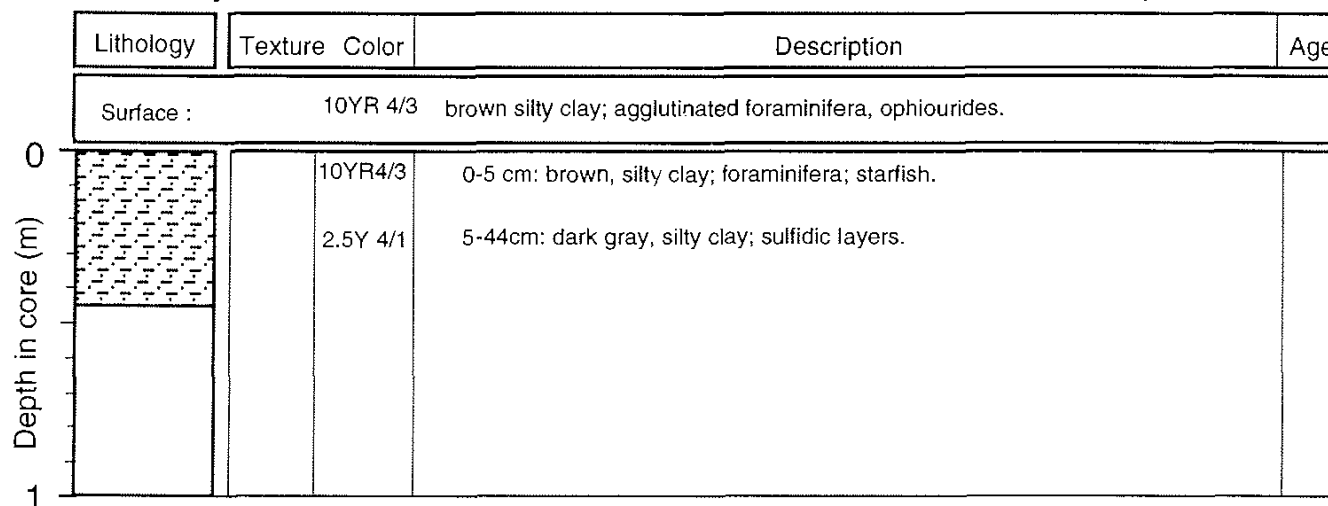 Lithology Texture Color Description Age
Surface : 10YR 4/3 brown silty clay; agglutinated foraminifera, ophiourides.
0 10YR4/3 0-5 cm: brown, silty clay; foraminifera; starfish.
2.5Y 4/1 5-44cm: dark gray, silty clay; sulfidic layers.
Depth in core (m)
1